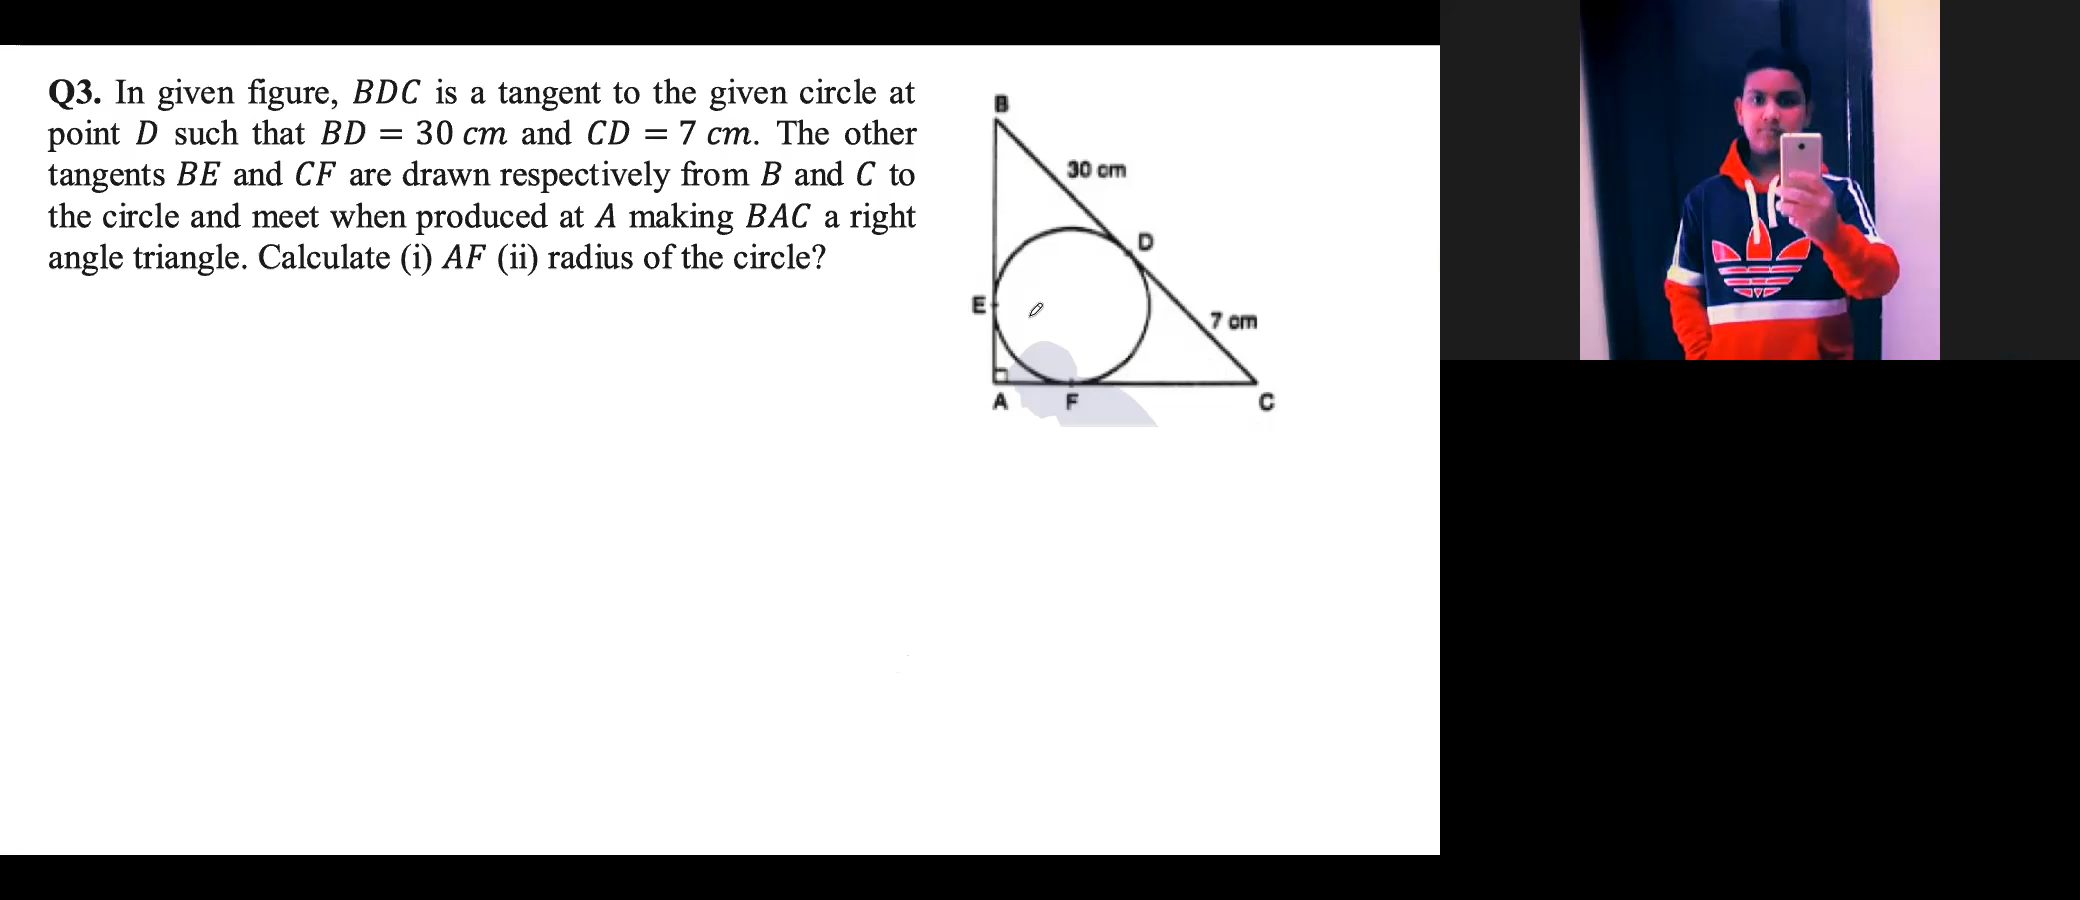 Q3. In given figure, BDC is a tangent to the given circle at
point D such that BD = 30 cm and CD = 7 cm. The other
tangents BE and CF are drawn respectively from B and C to
the circle and meet when produced at A making BAC a right
angle triangle. Calculate (i) AF (ii) radius of the circle?
B
30 cm
D
E
7 cm
A
F
C